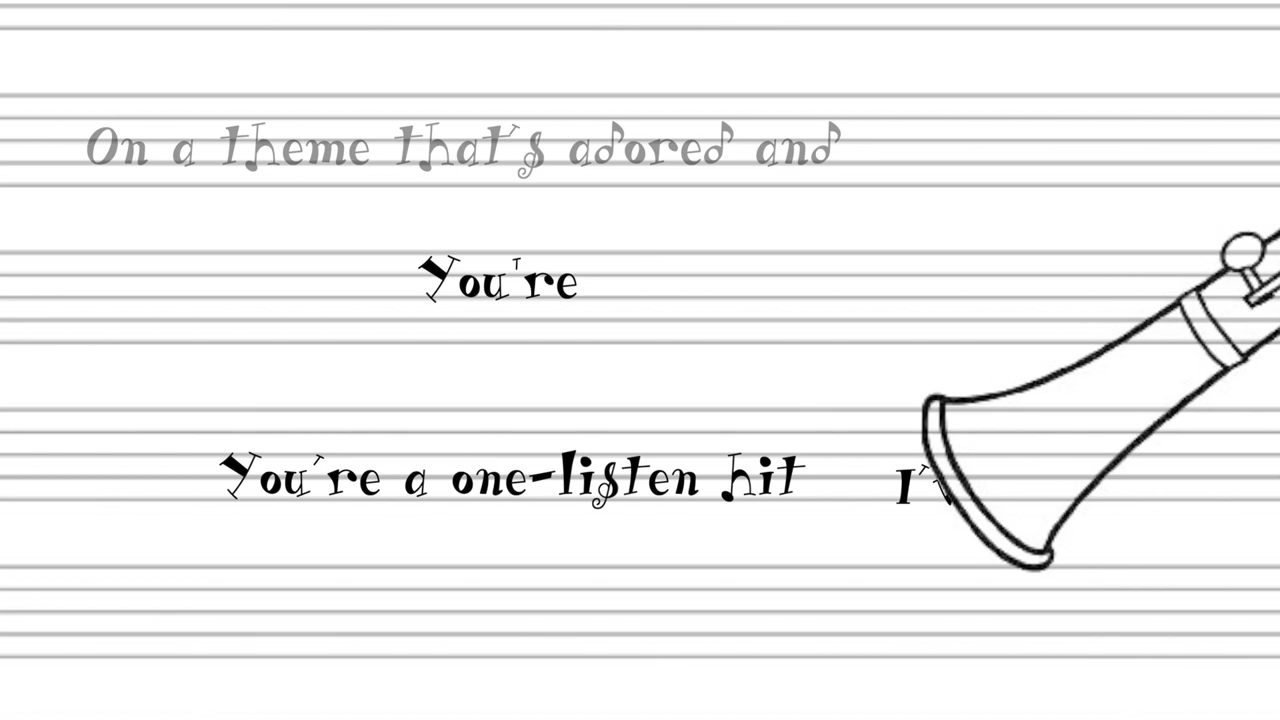 On a theme that's adored and
You're
You're a one-listen hit